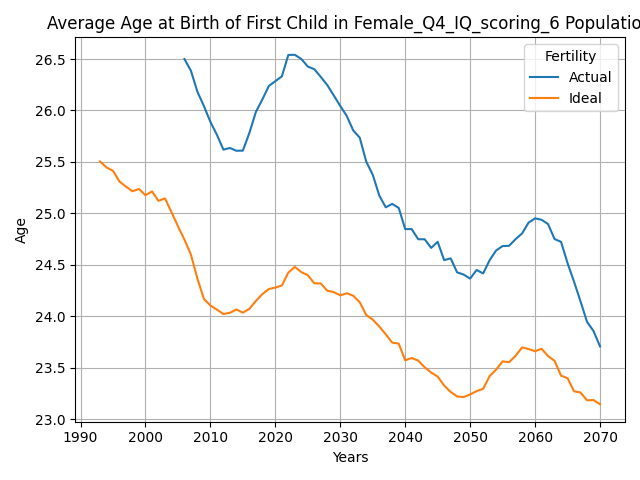 Average Age at Birth of First Child in Female_Q4_IQ_scoring_6 Populatio
Fertility
Actual
Ideal
26.5
26.0
25.5
25.0
24.5
24.0
23.5
23.0
Age
1990 2000 2010 2020 2030 2040 2050 2060 2070
Years